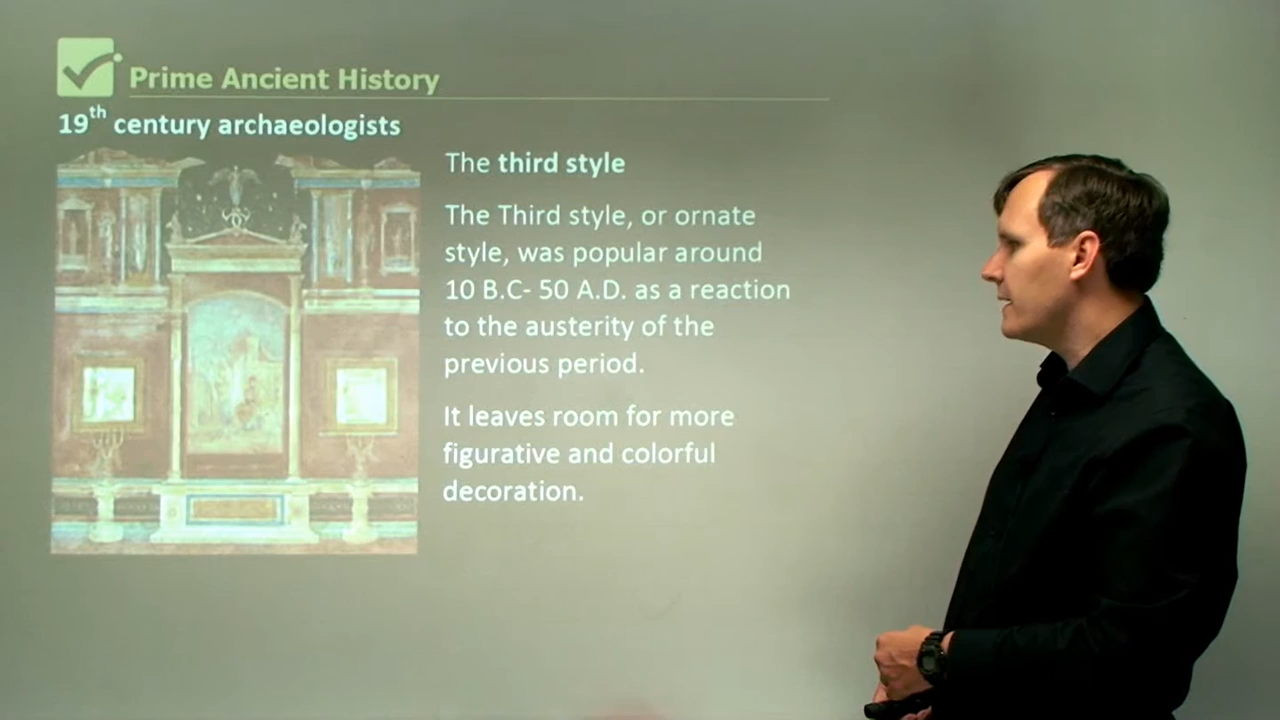 Prime Ancient History
19th century archaeologists
The third style
The Third style, or ornate
style, was popular around
10 B.C- 50 A.D. as a reaction
to the austerity of the
previous period.
It leaves room for more
figurative and colorful
decoration.